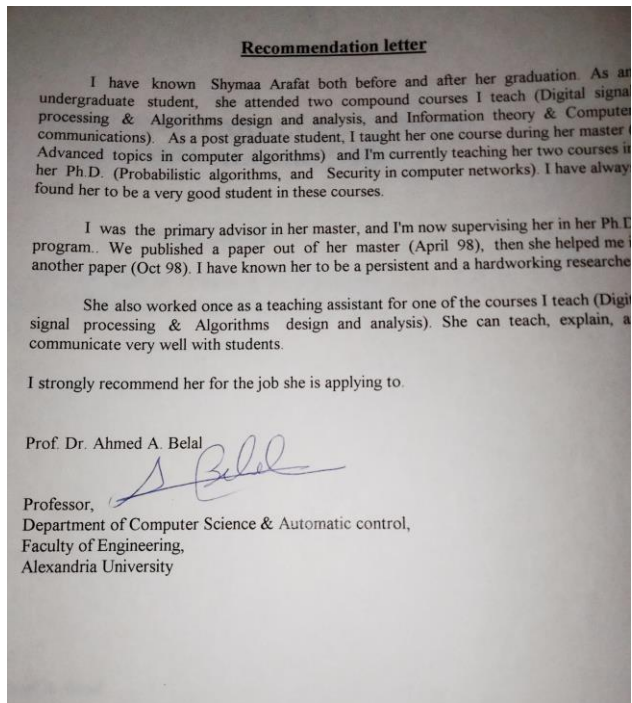 Recommendation letter
I have known Shymaa Arafat both before and after her graduation. As an
undergraduate student, she attended two compound courses I teach (Digital signal
processing & Algorithms design and analysis, and Information theory & Computer
communications). As a post graduate student, I taught her one course during her master (
Advanced topics in computer algorithms) and I'm currently teaching her two courses in
her Ph.D. (Probabilistic algorithms, and Security in computer networks). I have always
found her to be a very good student in these courses.
I was the primary advisor in her master, and I'm now supervising her in her Ph.D
program.. We published a paper out of her master (April 98), then she helped me i
another paper (Oct 98). I have known her to be a persistent and a hardworking researche
She also worked once as a teaching assistant for one of the courses I teach (Digit
signal processing & Algorithms design and analysis). She can teach, explain, a
communicate very well with students.
I strongly recommend her for the job she is applying to.
Prof. Dr. Ahmed A. Belal
A. Belal
Professor,
Department of Computer Science & Automatic control,
Faculty of Engineering,
Alexandria University